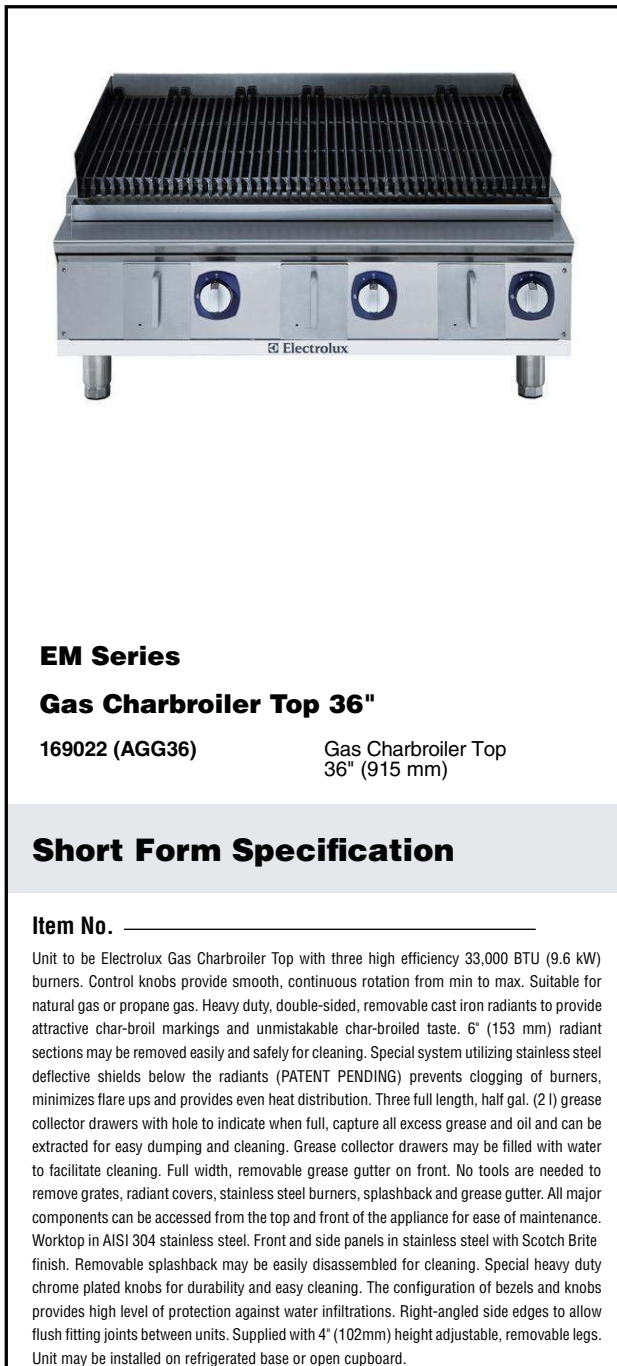 Electrolux
EM Series
Gas Charbroiler Top 36"
169022 (AGG36)
Gas Charbroiler Top
36" (915 mm)
Short Form Specification
Item No.
Unit to be Electrolux Gas Charbroiler Top with three high efficiency 33,000 BTU (9.6 kW)
burners. Control knobs provide smooth, continuous rotation from min to max. Suitable for
natural gas or propane gas. Heavy duty, double-sided, removable cast iron radiants to provide
attractive char-broil markings and unmistakable char-broiled taste. 6" (153 mm) radiant
sections may be removed easily and safely for cleaning. Special system utilizing stainless steel
deflective shields below the radiants (PATENT PENDING) prevents clogging of burners,
minimizes flare ups and provides even heat distribution. Three full length, half gal. (2 l) grease
collector drawers with hole to indicate when full, capture all excess grease and oil and can be
extracted for easy dumping and cleaning. Grease collector drawers may be filled with water
to facilitate cleaning. Full width, removable grease gutter on front. No tools are needed to
remove grates, radiant covers, stainless steel burners, splashback and grease gutter. All major
components can be accessed from the top and front of the appliance for ease of maintenance.
Worktop in AISI 304 stainless steel. Front and side panels in stainless steel with Scotch Brite
finish. Removable splashback may be easily disassembled for cleaning. Special heavy duty
chrome plated knobs for durability and easy cleaning. The configuration of bezels and knobs
provides high level of protection against water infiltrations. Right-angled side edges to allow
flush fitting joints between units. Supplied with 4" (102mm) height adjustable, removable legs.
Unit may be installed on refrigerated base or open cupboard.